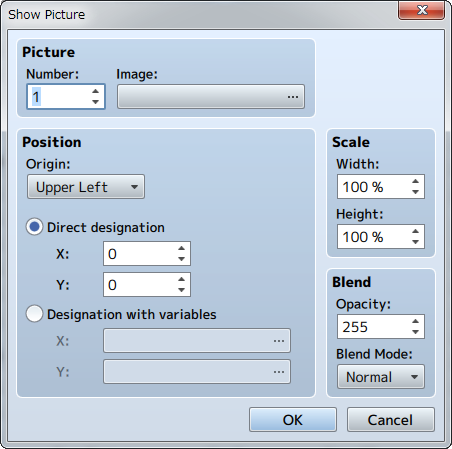 Show Picture
Picture
Number: Image:
1 ...
Position
Origin:
Upper Left
Direct designation
X: 0
Y: 0
Designation with variables
X: ...
Y: ...
Scale
Width:
100 %
Height:
100 %
Blend
Opacity:
255
Blend Mode:
Normal
OK Cancel